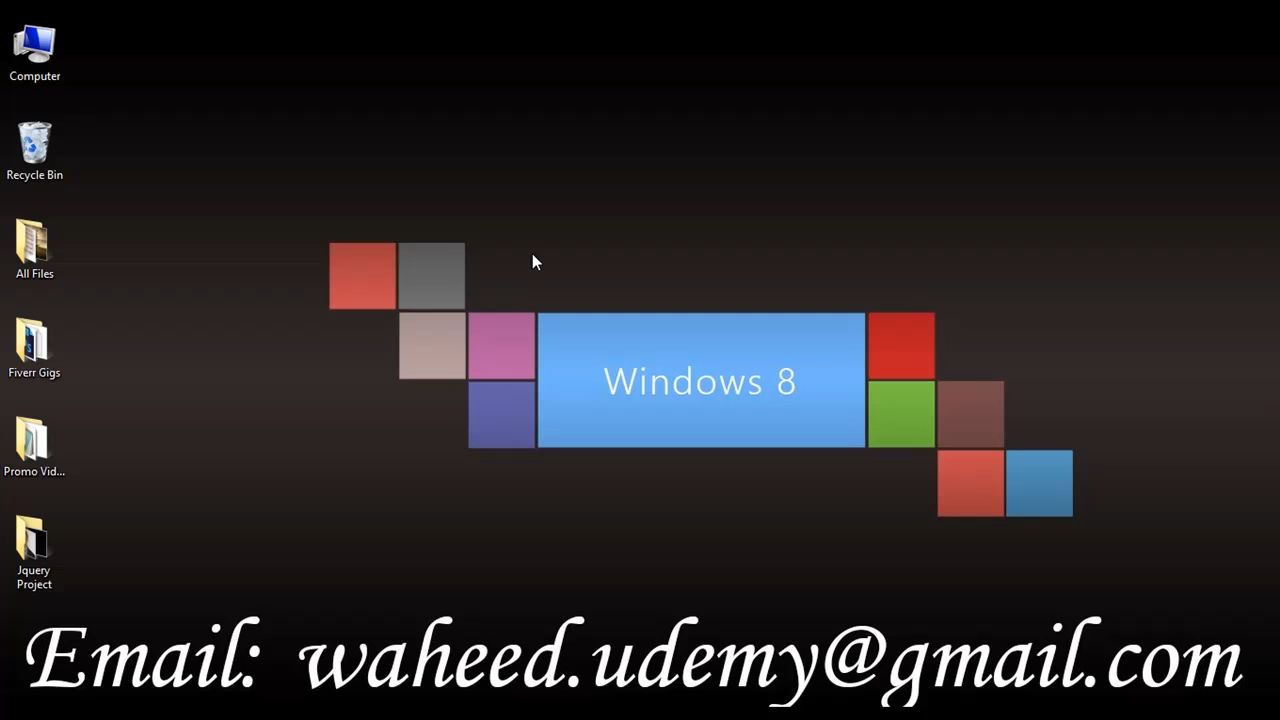 Computer
Recycle Bin
All Files
Fiverr Gigs
Promo Vid...
Jquery
Project
Windows 8
Email: waheed.udemy@gmail.com